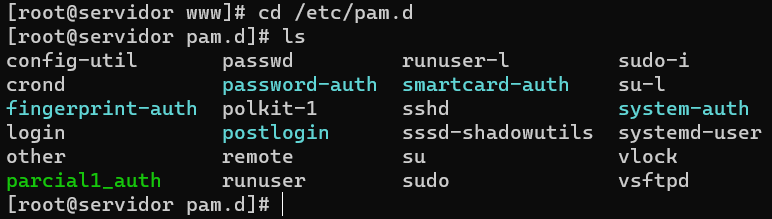 [root@servidor www]# cd /etc/pam.d
[root@servidor pam.d]# ls
config-util passwd runuser-l sudo-i
crond password-auth smartcard-auth su-l
fingerprint-auth polkit-1 sshd system-auth
login postlogin sssd-shadowutils systemd-user
other remote su vlock
parcial1_auth runuser sudo vsftpd
[root@servidor pam.d]#